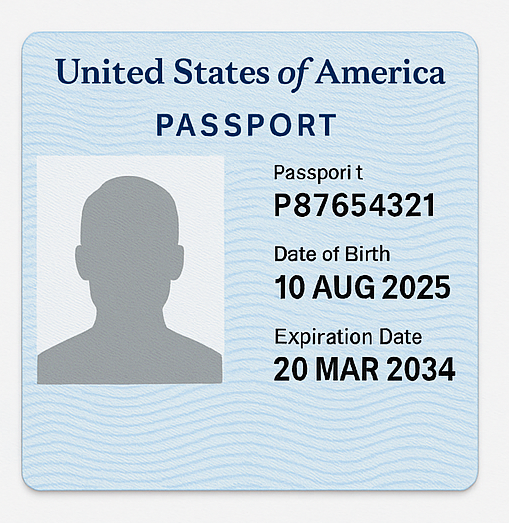 United States of America
PASSPORT
Passpori t
P87654321
Date of Birth
10 AUG 2025
Expiration Date
20 MAR 2034